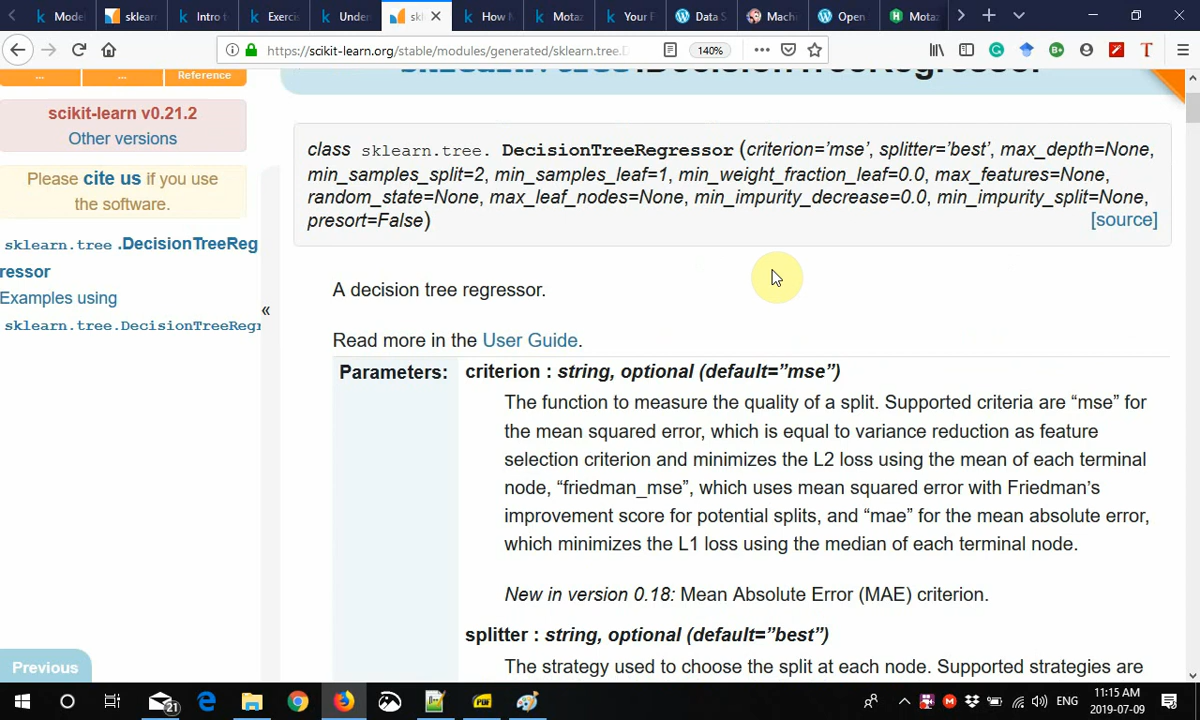 Model
sklearn
Intro t
Exercis
Under
sk
How M
Motaz
Your F
Data S
Machi
Open
Motaz
https://scikit-learn.org/stable/modules/generated/sklearn.tree.D
140%
...
...
Reference
scikit-learn v0.21.2
Other versions
Please cite us if you use
the software.
sklearn.tree .DecisionTreeReg
ressor
Examples using
sklearn.tree.DecisionTreeRegr
«
Previous
class sklearn.tree. DecisionTreeRegressor (criterion=’mse’, splitter=’best’, max_depth=None,
min_samples_split=2, min_samples_leaf=1, min_weight_fraction_leaf=0.0, max_features=None,
random_state=None, max_leaf_nodes=None, min_impurity_decrease=0.0, min_impurity_split=None,
presort=False)
[source]
A decision tree regressor.
Read more in the User Guide.
Parameters:
criterion : string, optional (default=”mse”)
The function to measure the quality of a split. Supported criteria are “mse” for
the mean squared error, which is equal to variance reduction as feature
selection criterion and minimizes the L2 loss using the mean of each terminal
node, “friedman_mse”, which uses mean squared error with Friedman’s
improvement score for potential splits, and “mae” for the mean absolute error,
which minimizes the L1 loss using the median of each terminal node.
New in version 0.18: Mean Absolute Error (MAE) criterion.
splitter : string, optional (default=”best”)
The strategy used to choose the split at each node. Supported strategies are
21
ENG
11:15 AM
2019-07-09